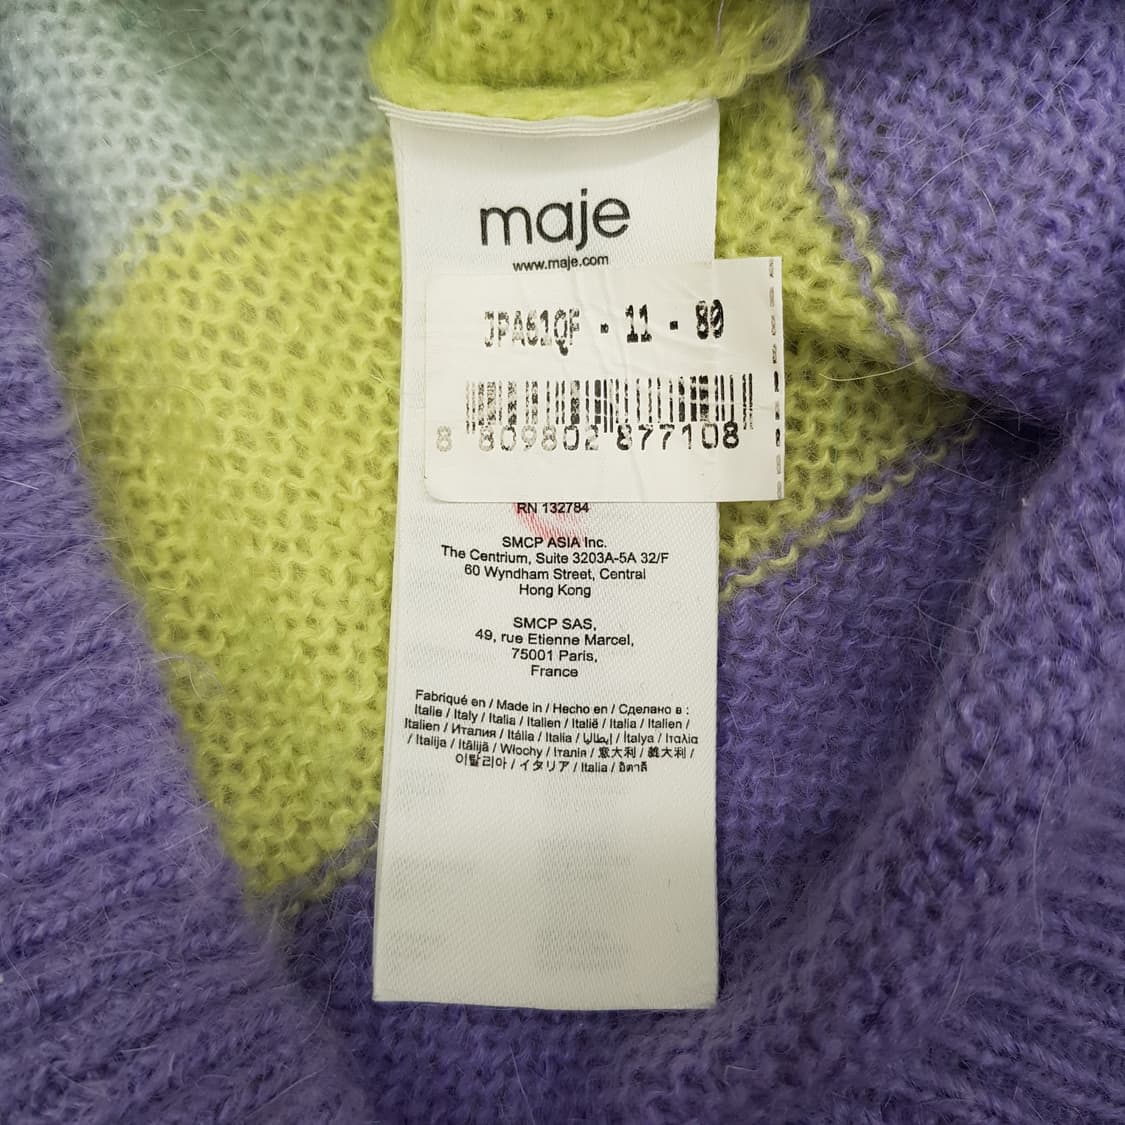 maje
www.maje.com
JPA61QF - 11 - 80
8 809802 877108
RN 132784
SMCP ASIA Inc.
The Centrium, Suite 3203A-5A 32/F
60 Wyndham Street, Central
Hong Kong
SMCP SAS,
49, rue Etienne Marcel,
75001 Paris,
France
Fabriqué en / Made in / Hecho en / Сделано в :
Italie / Italy / Italia / Italien / Italië / Italia / Italien /
Italien / Италия / Itália / Italia / إيطاليا / İtalya / Ιταλία
/ Italija / Itālijā / Włochy / Італія / 意大利 / 義大利 /
이탈리아 / イタリア / Italia / อิตาลี